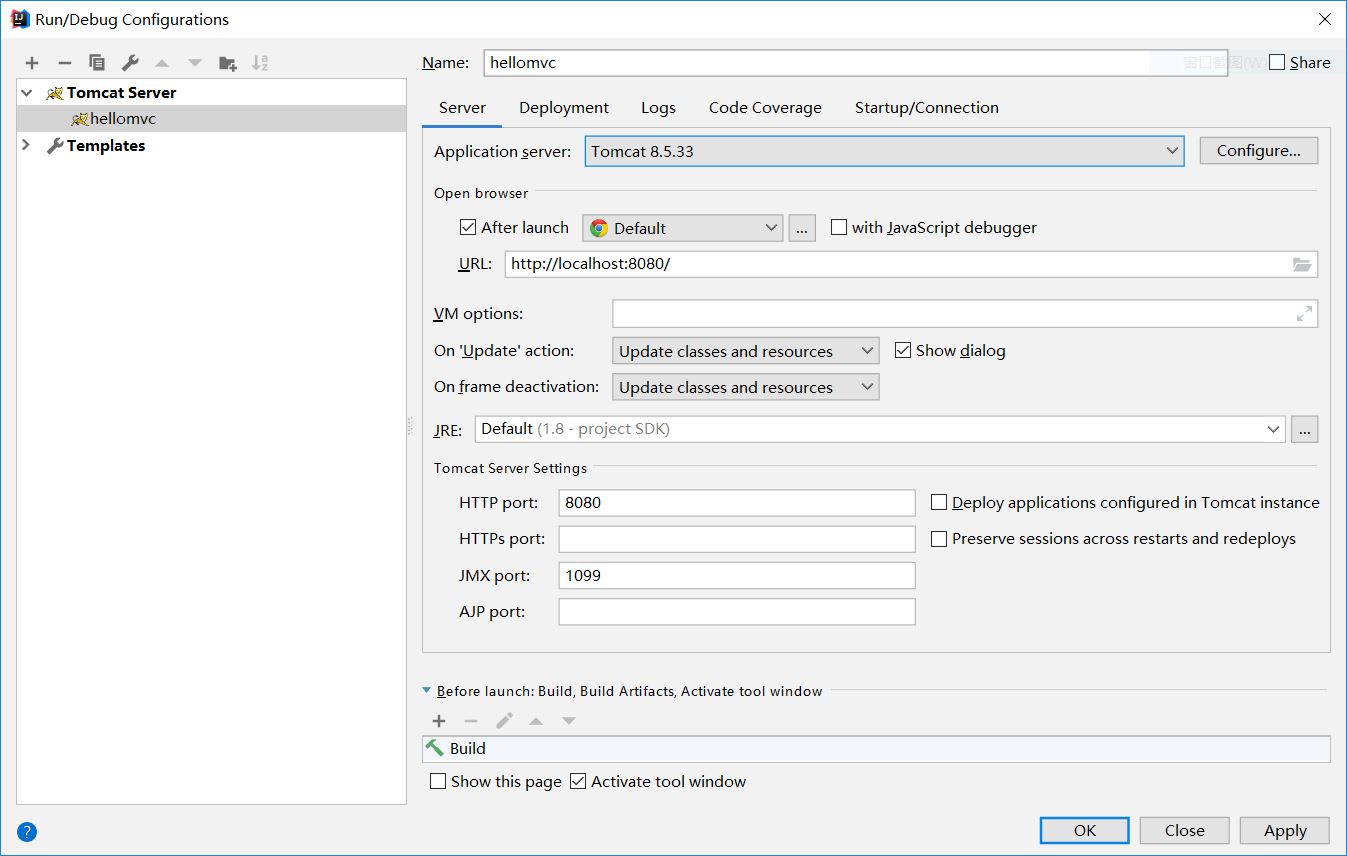 Run/Debug Configurations
Name: hellomvc 窗口截图(W) Share
Tomcat Server
hellomvc
Templates
Server Deployment Logs Code Coverage Startup/Connection
Application server: Tomcat 8.5.33 Configure...
Open browser
After launch Default ... with JavaScript debugger
URL: http://localhost:8080/
VM options:
On 'Update' action: Update classes and resources Show dialog
On frame deactivation: Update classes and resources
JRE: Default (1.8 - project SDK) ...
Tomcat Server Settings
HTTP port: 8080 Deploy applications configured in Tomcat instance
HTTPs port: Preserve sessions across restarts and redeploys
JMX port: 1099
AJP port:
Before launch: Build, Build Artifacts, Activate tool window
Build
Show this page Activate tool window
? OK Close Apply